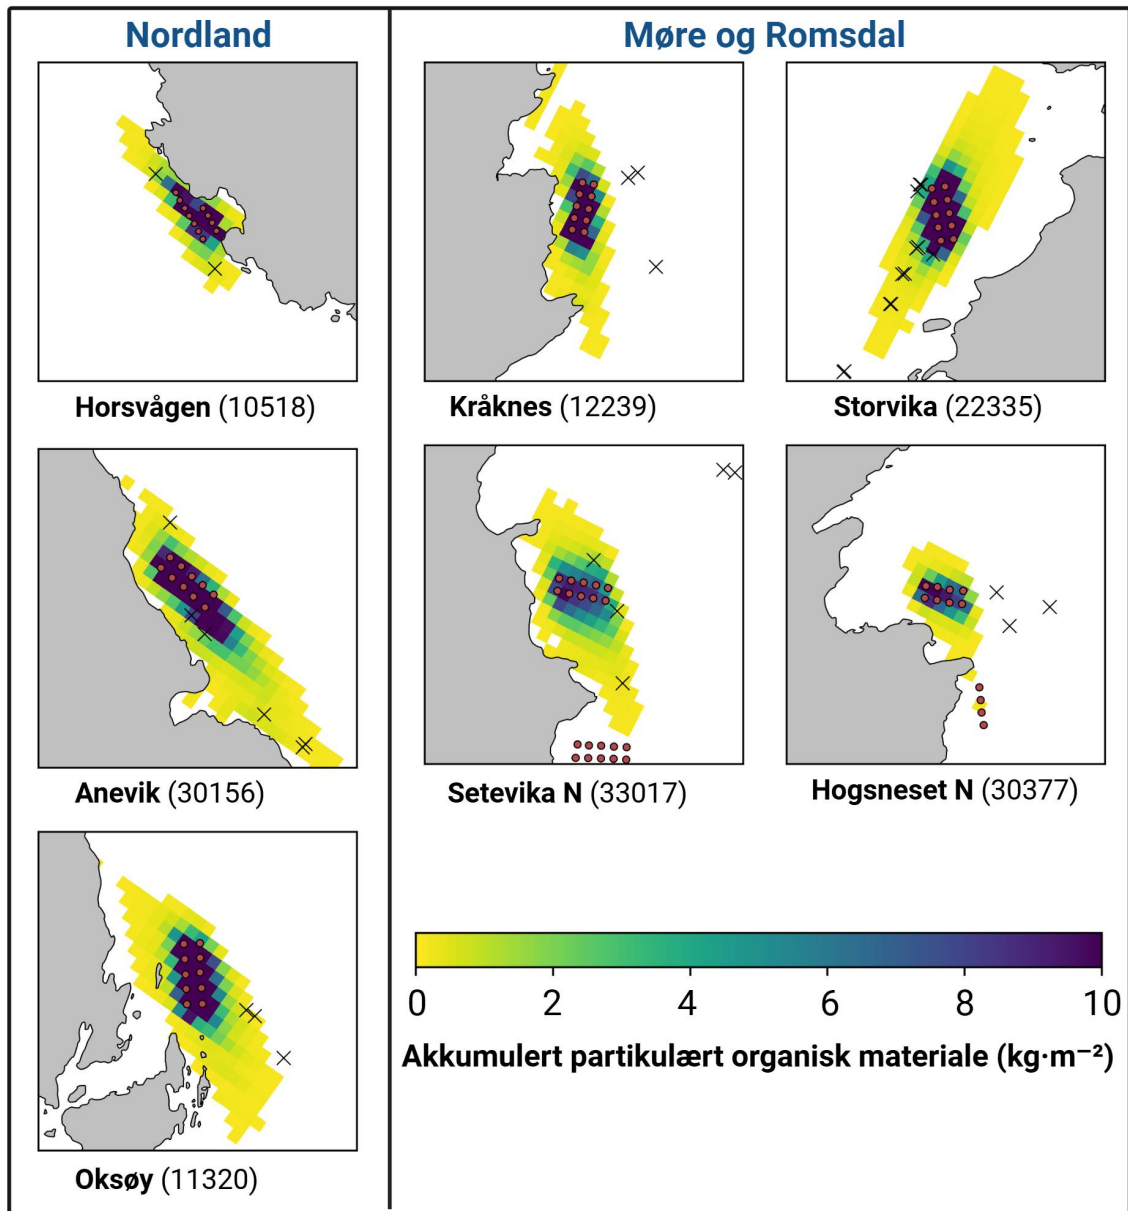 Nordland
Møre og Romsdal
Horsvågen (10518)
Kråknes (12239)
Storvika (22335)
Anevik (30156)
Setevika N (33017)
Hogsneset N (30377)
Oksøy (11320)
0 2 4 6 8 10
Akkumulert partikulært organisk materiale (kg·m⁻²)